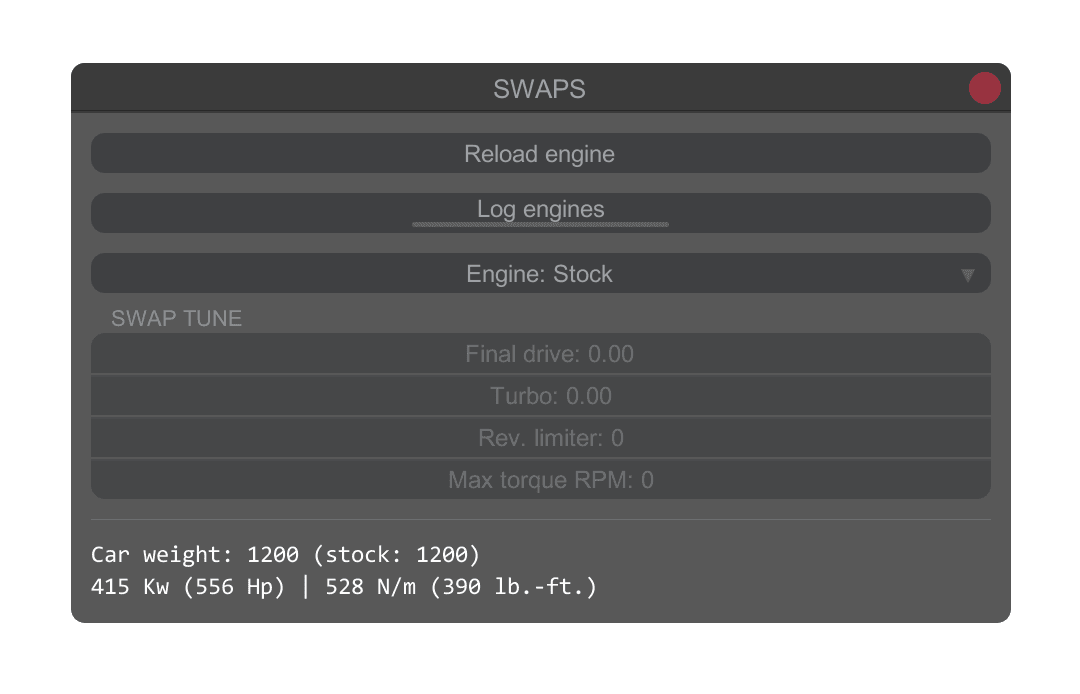 SWAPS
Reload engine
Log engines
Engine: Stock
SWAP TUNE
Final drive: 0.00
Turbo: 0.00
Rev. limiter: 0
Max torque RPM: 0
Car weight: 1200 (stock: 1200)
415 Kw (556 Hp) | 528 N/m (390 lb.-ft.)